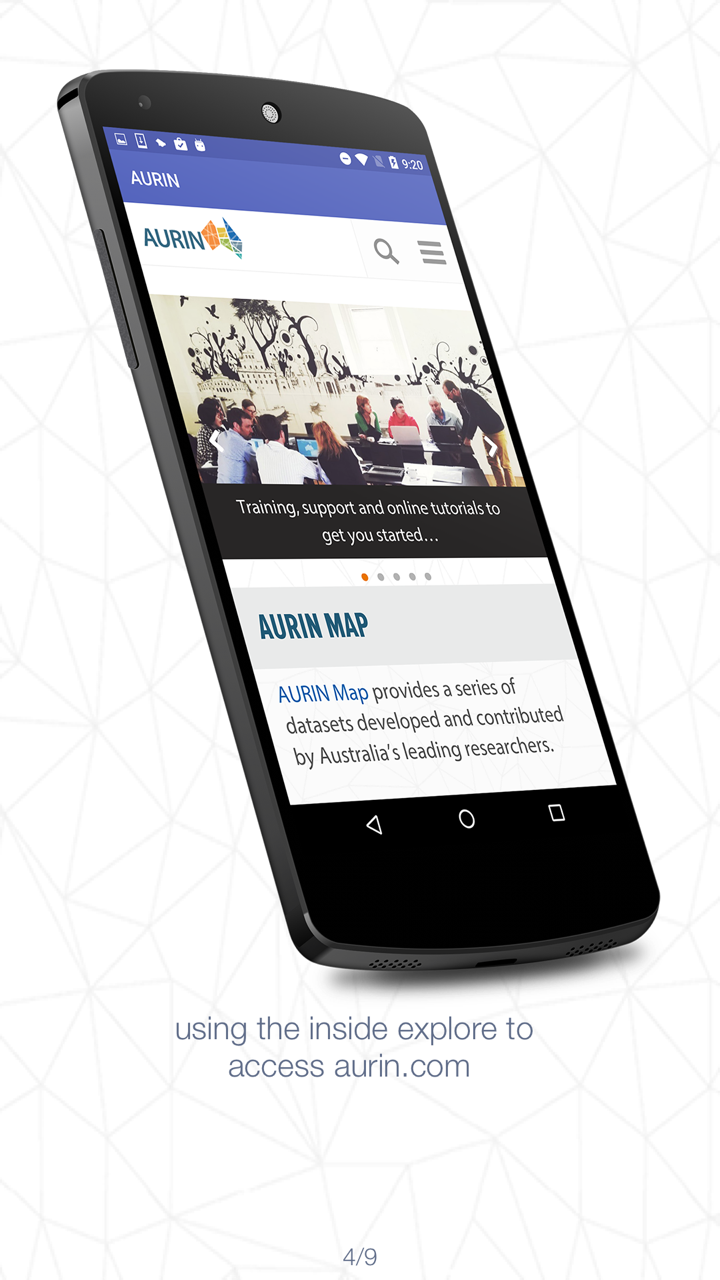 9:20
AURIN
AURIN
Training, support and online tutorials to
get you started...
AURIN MAP
AURIN Map provides a series of
datasets developed and contributed
by Australia's leading researchers.
using the inside explore to
access aurin.com
4/9